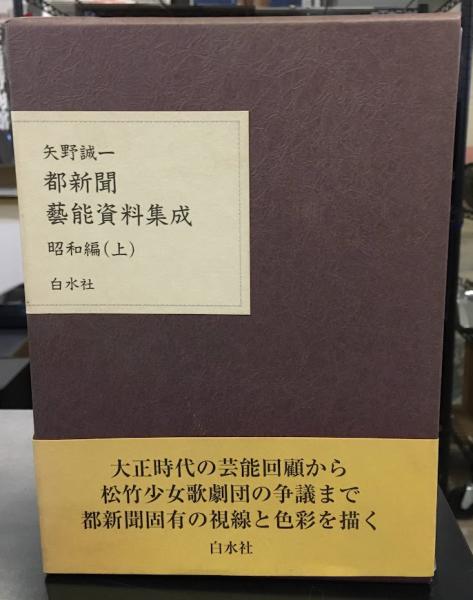 矢野誠一
都新聞
藝能資料集成
昭和編(上)
白水社
大正時代の芸能回顧から
松竹少女歌劇団の争議まで
都新聞固有の視線と色彩を描く
白水社